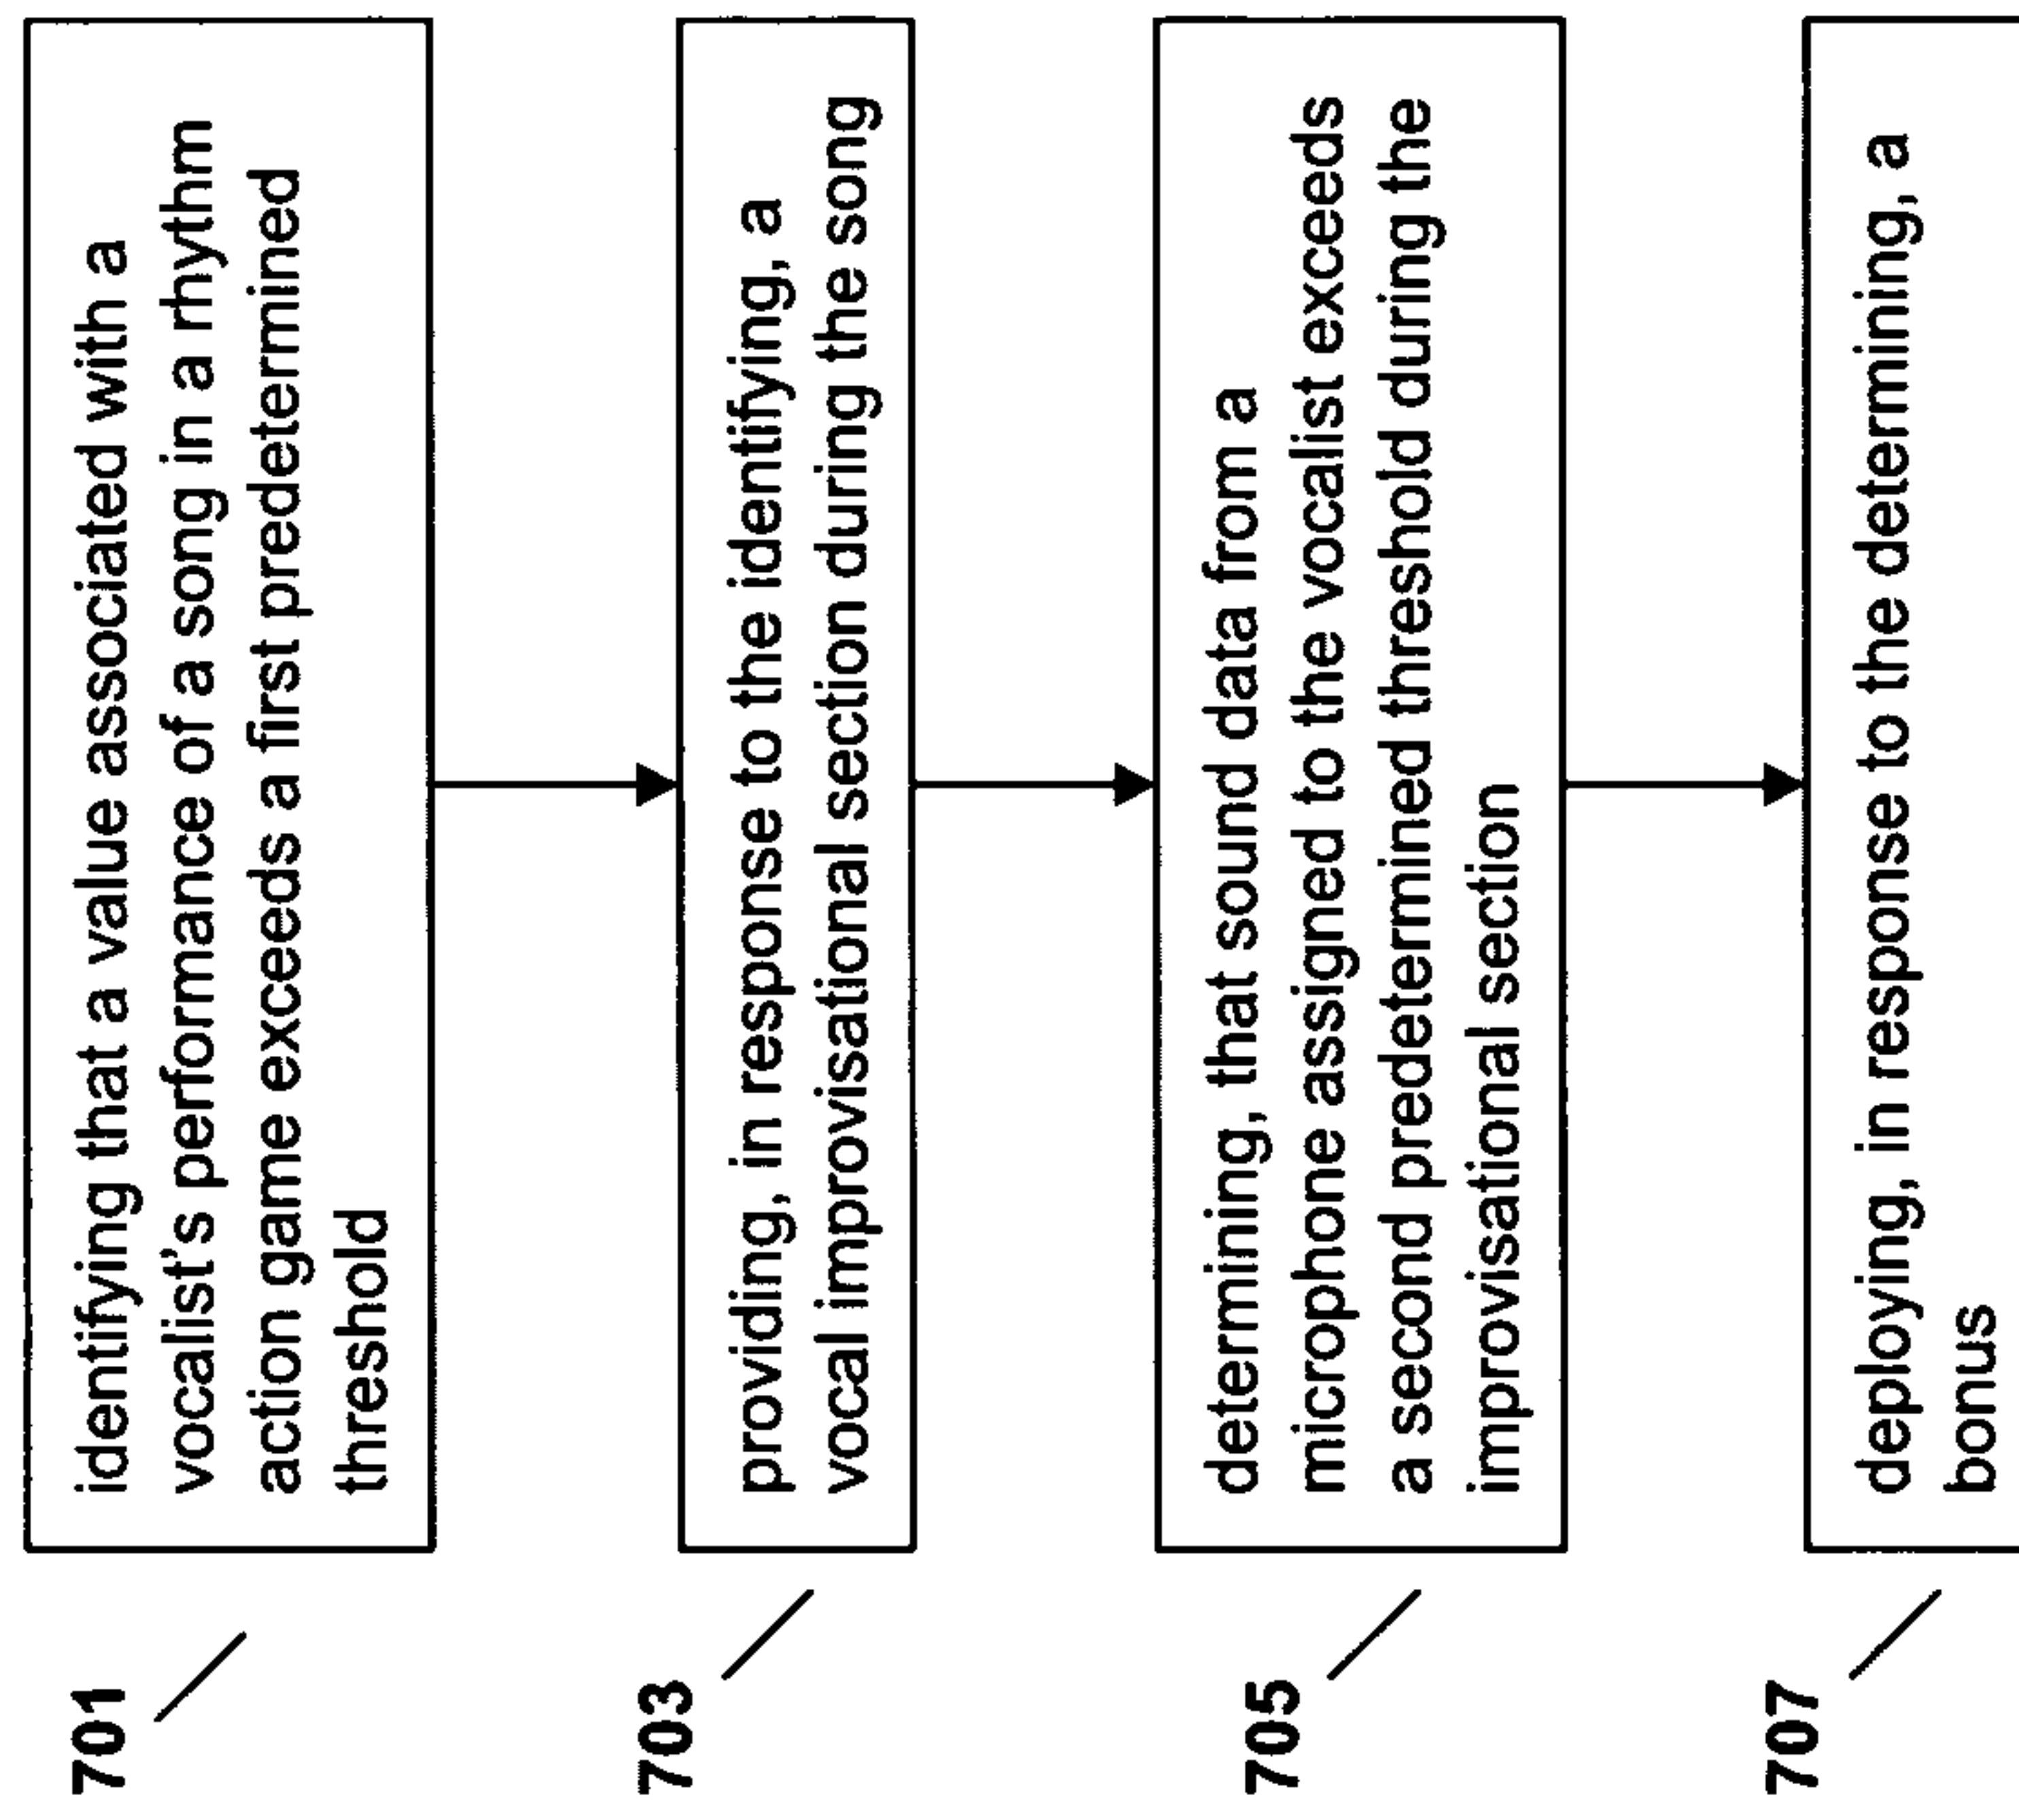 701
identifying that a value associated with a
vocalist's performance of a song in a rhythm
action game exceeds a first predetermined
threshold
703
providing, in response to the identifying, a
vocal improvisational section during the song
705
determining, that sound data from a
microphone assigned to the vocalist exceeds
a second predetermined threshold during the
improvisational section
707
deploying, in response to the determining, a
bonus